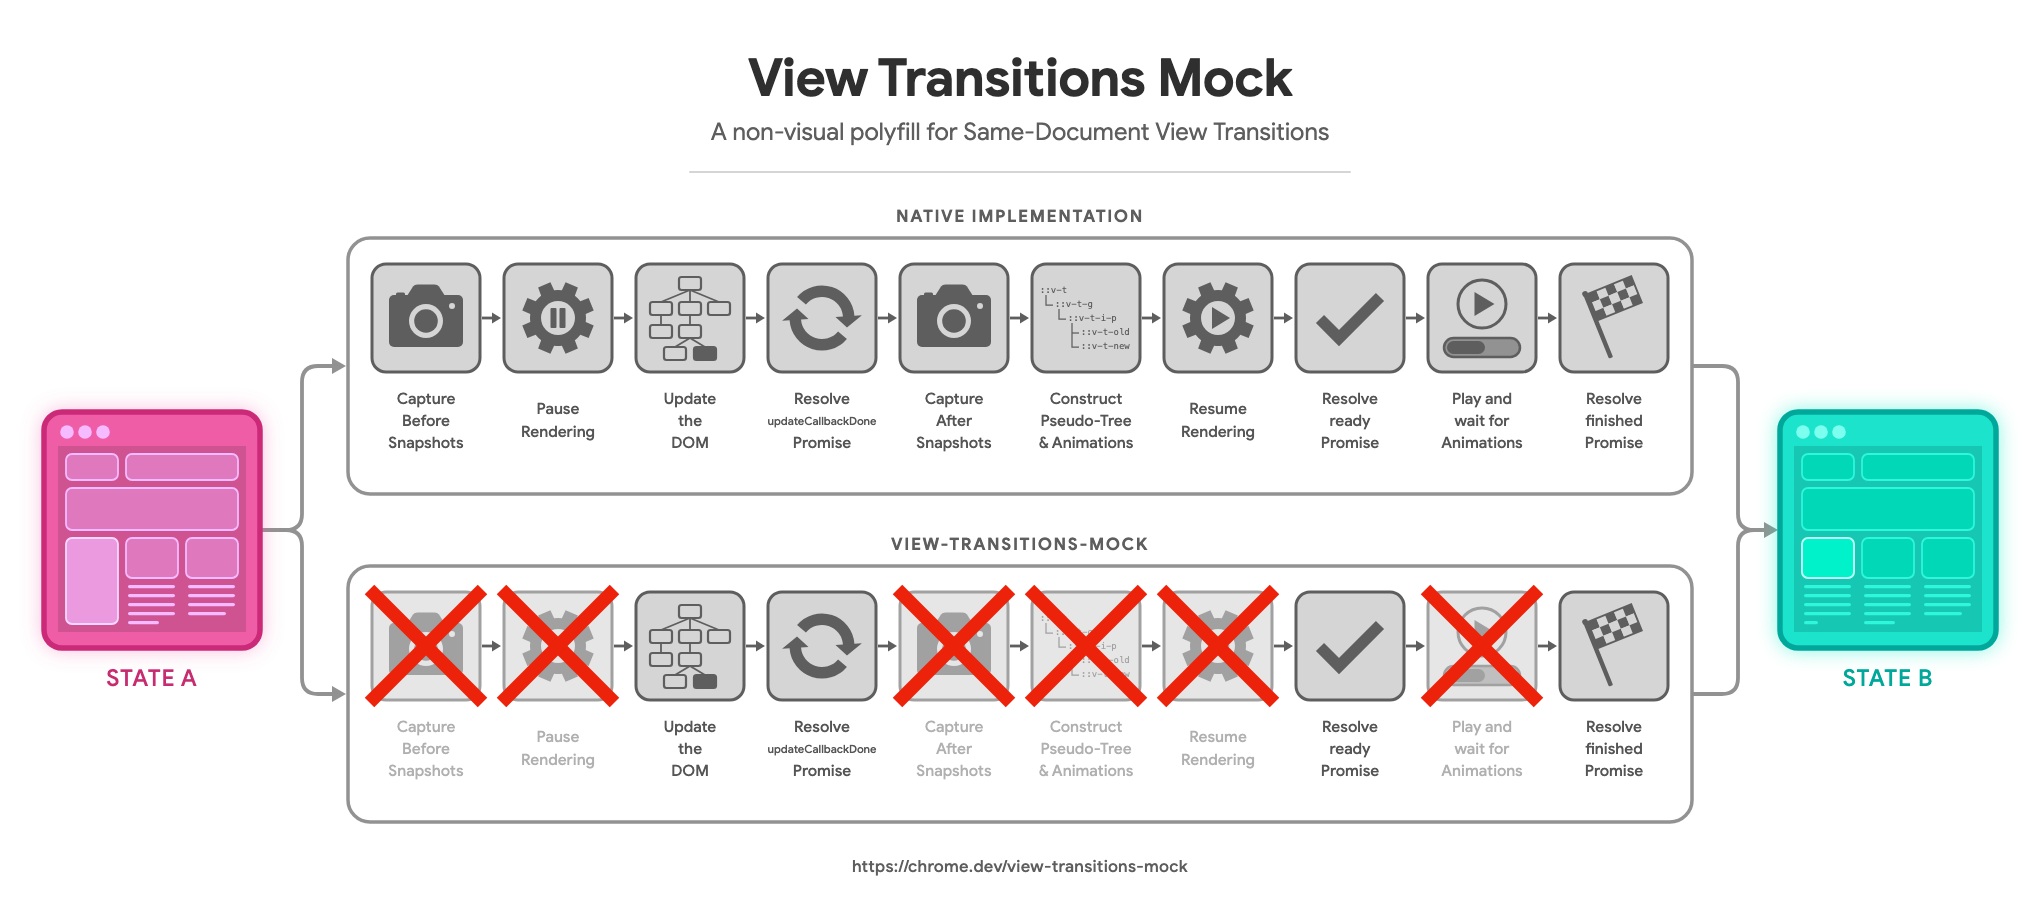 View Transitions Mock
A non-visual polyfill for Same-Document View Transitions
NATIVE IMPLEMENTATION
::v-t
::v-t-g
::v-t-i-p
::v-t-old
::v-t-new
Capture
Before
Snapshots
Pause
Rendering
Update
the
DOM
Resolve
updateCallbackDone
Promise
Capture
After
Snapshots
Construct
Pseudo-Tree
& Animations
Resume
Rendering
Resolve
ready
Promise
Play and
wait for
Animations
Resolve
finished
Promise
STATE A
STATE B
VIEW-TRANSITIONS-MOCK
Capture
Before
Snapshots
Pause
Rendering
Update
the
DOM
Resolve
updateCallbackDone
Promise
Capture
After
Snapshots
Construct
Pseudo-Tree
& Animations
Resume
Rendering
Resolve
ready
Promise
Play and
wait for
Animations
Resolve
finished
Promise
https://chrome.dev/view-transitions-mock